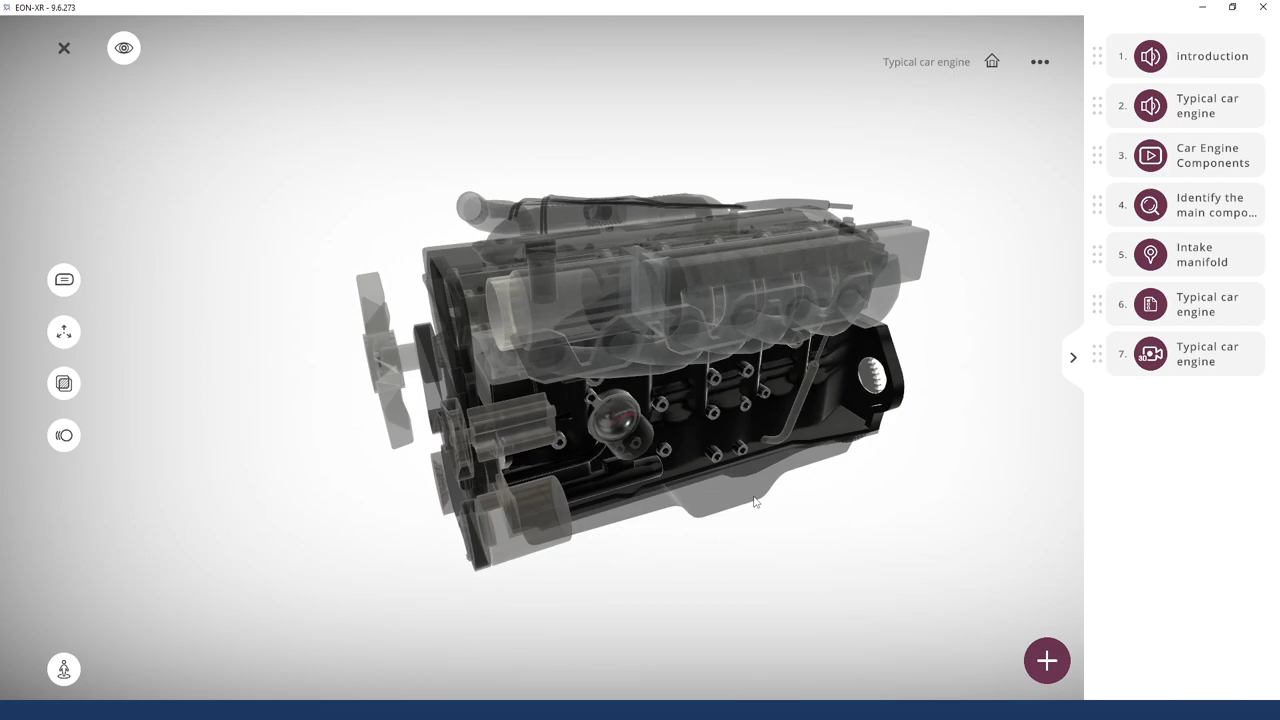 EON-XR - 9.6.273
Typical car engine
1. introduction
2. Typical car
engine
3. Car Engine
Components
4. Identify the
main compo...
5. Intake
manifold
6. Typical car
engine
7. Typical car
engine
3D